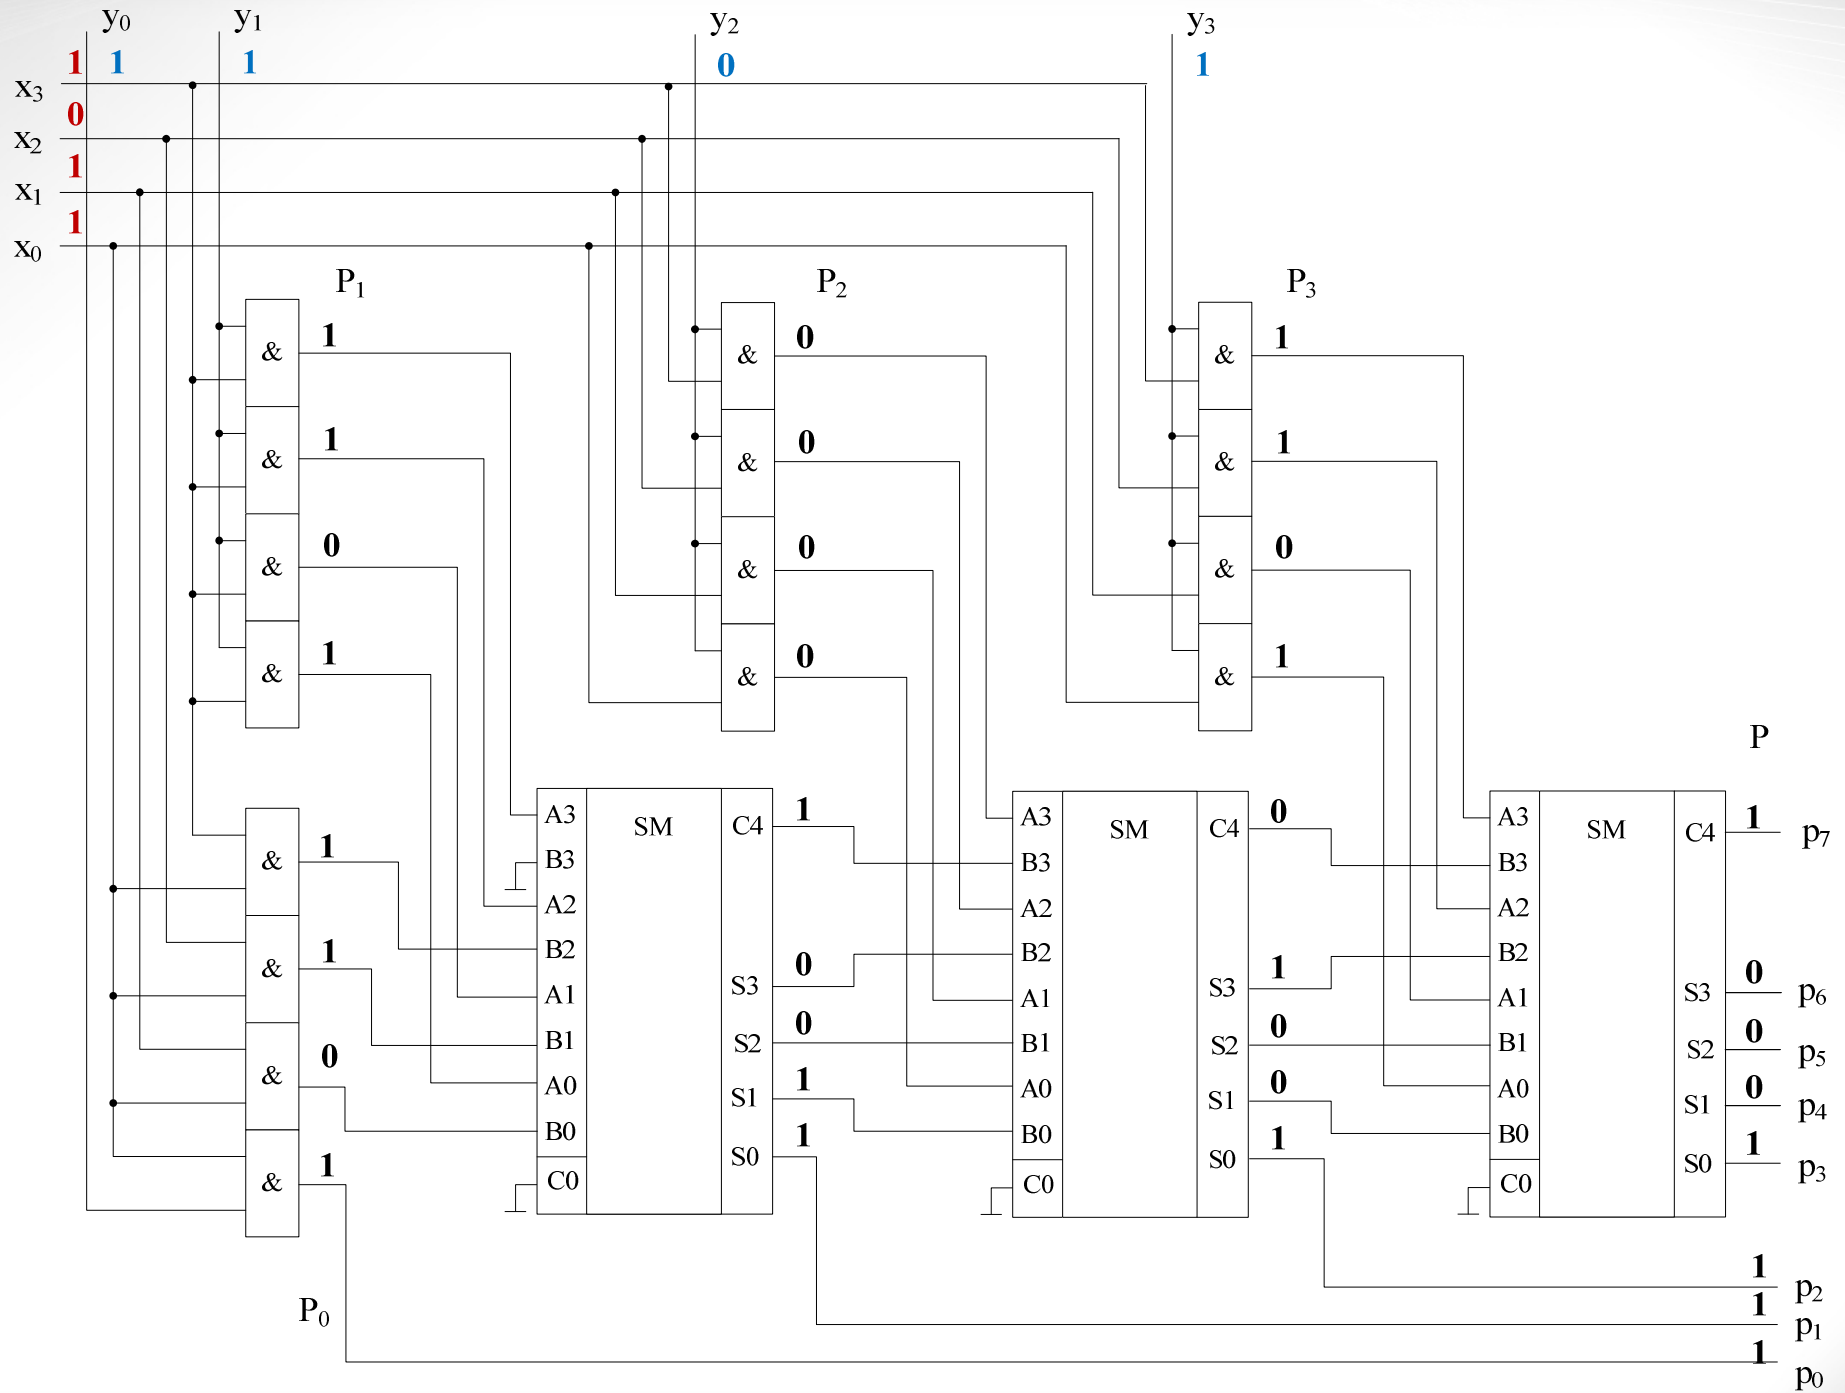 y0 y1 y2 y3
1 1 1 0 1
x3
0
x2
1
x1
1
x0
P1 P2 P3
& 1 & 0 & 1
& 1 & 0 & 1
& 0 & 0 & 0
& 1 & 0 & 1
P
& 1
& 1
& 0
& 1
P0
A3 SM C4 1
B3
A2
B2
A1 S3 0
B1 S2 0
A0 S1 1
B0 S0 1
C0
A3 SM C4 0
B3
A2
B2
A1 S3 1
B1 S2 0
A0 S1 0
B0 S0 1
C0
A3 SM C4 1 p7
B3
A2
B2
A1 S3 0 p6
B1 S2 0 p5
A0 S1 0 p4
B0 S0 1 p3
C0
1 p2
1 p1
1 p0